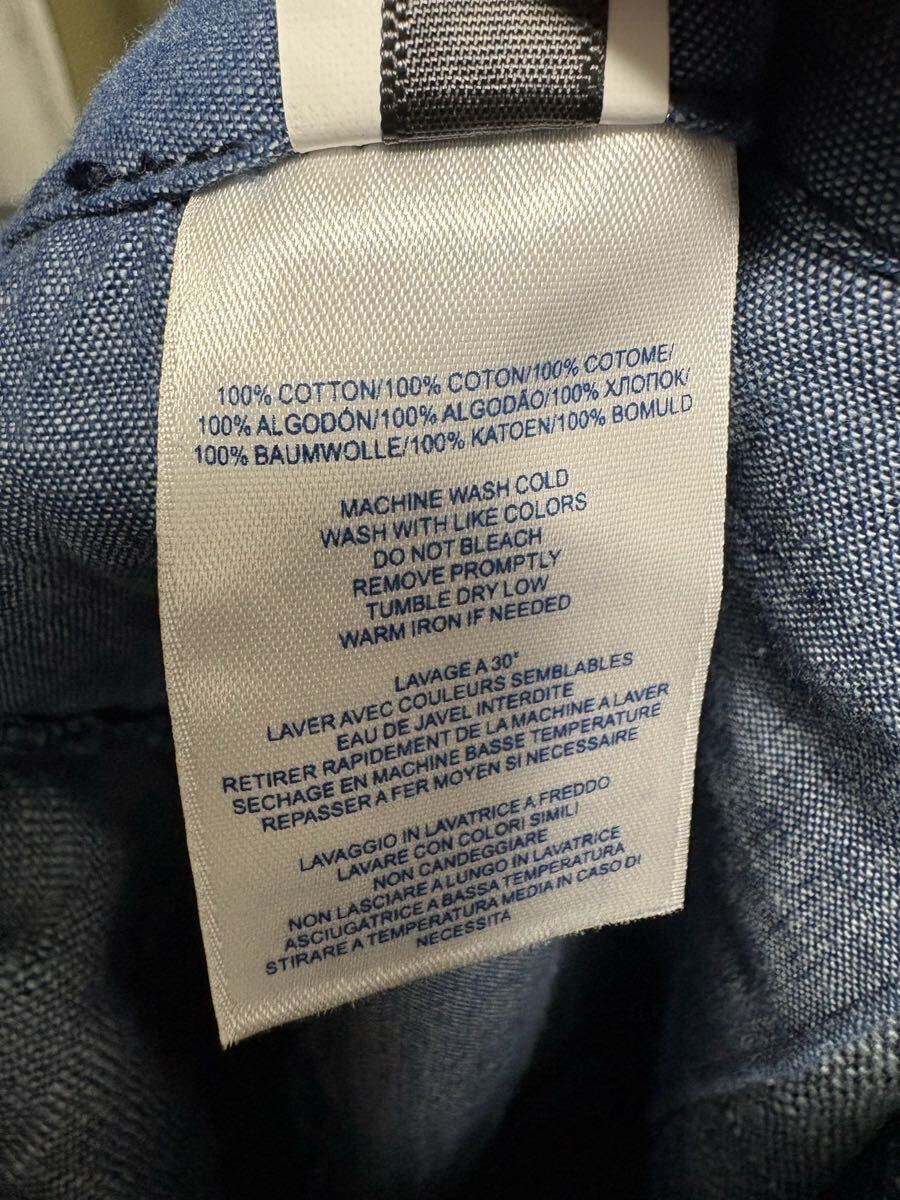 100% COTTON/100% COTON/100% COTOME/
100% ALGODÓN/100% ALGODÃO/100% ХЛОПОК/
100% BAUMWOLLE/100% KATOEN/100% BOMULD
MACHINE WASH COLD
WASH WITH LIKE COLORS
DO NOT BLEACH
REMOVE PROMPTLY
TUMBLE DRY LOW
WARM IRON IF NEEDED
LAVAGE A 30°
LAVER AVEC COULEURS SEMBLABLES
EAU DE JAVEL INTERDITE
RETIRER RAPIDEMENT DE LA MACHINE A LAVER
SECHAGE EN MACHINE BASSE TEMPERATURE
REPASSER A FER MOYEN SI NECESSAIRE
LAVAGGIO IN LAVATRICE A FREDDO
LAVARE CON COLORI SIMILI
NON CANDEGGIARE
NON LASCIARE A LUNGO IN LAVATRICE
ASCIUGATRICE A BASSA TEMPERATURA
STIRARE A TEMPERATURA MEDIA IN CASO DI
NECESSITA